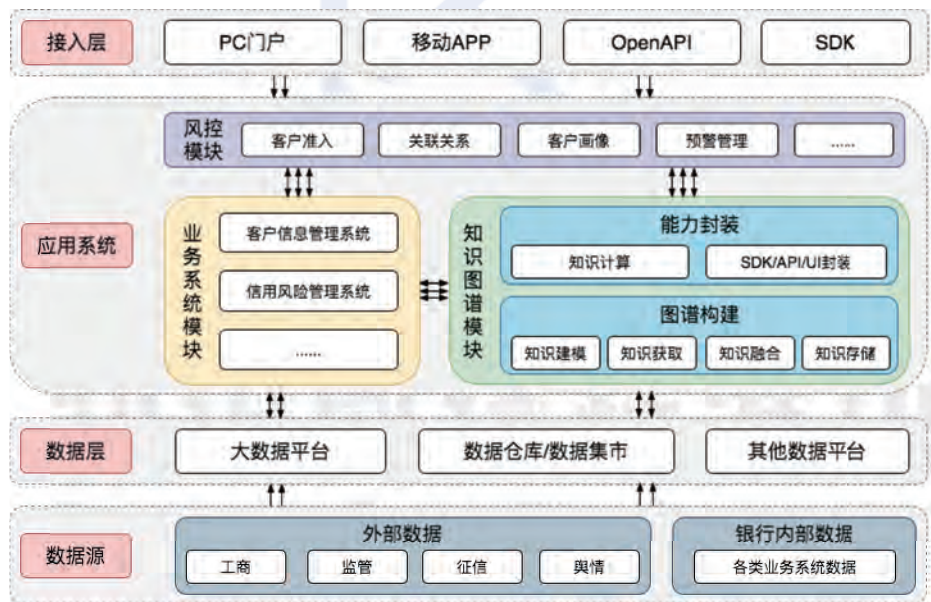 接入层
PC门户
移动APP
OpenAPI
SDK
风控
模块
客户准入
关联关系
客户画像
预警管理
......
应用系统
业务系统模块
客户信息管理系统
信用风险管理系统
......
知识图谱模块
能力封装
知识计算
SDK/API/UI封装
图谱构建
知识建模
知识获取
知识融合
知识存储
数据层
大数据平台
数据仓库/数据集市
其他数据平台
数据源
外部数据
工商
监管
征信
舆情
银行内部数据
各类业务系统数据